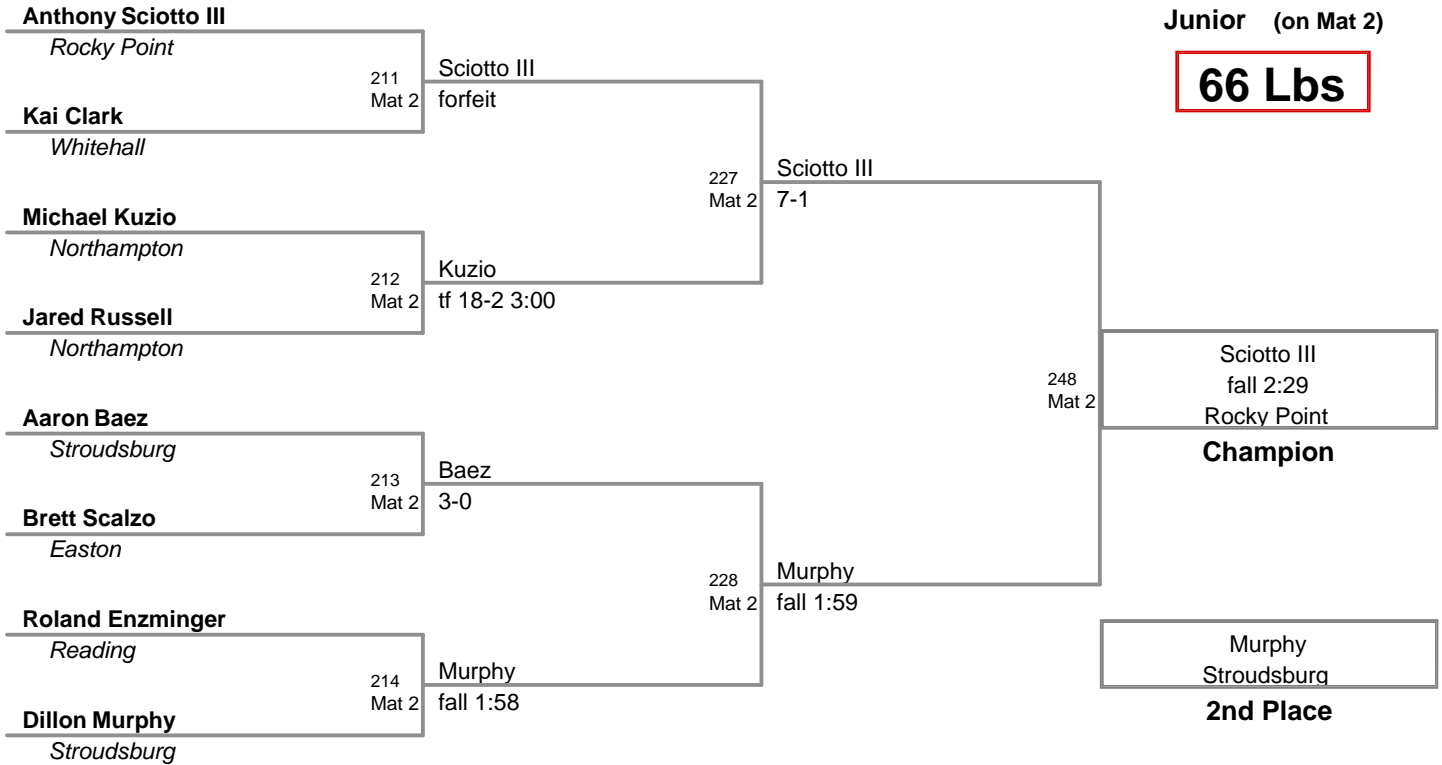 Anthony Sciotto III
Rocky Point
Junior (on Mat 2)
66 Lbs
211
Mat 2
Sciotto III
forfeit
Kai Clark
Whitehall
227
Mat 2
Sciotto III
7-1
Michael Kuzio
Northampton
212
Mat 2
Kuzio
tf 18-2 3:00
Jared Russell
Northampton
248
Mat 2
Sciotto III
fall 2:29
Rocky Point
Champion
Aaron Baez
Stroudsburg
213
Mat 2
Baez
3-0
Brett Scalzo
Easton
228
Mat 2
Murphy
fall 1:59
Roland Enzminger
Reading
214
Mat 2
Murphy
fall 1:58
Dillon Murphy
Stroudsburg
Murphy
Stroudsburg
2nd Place